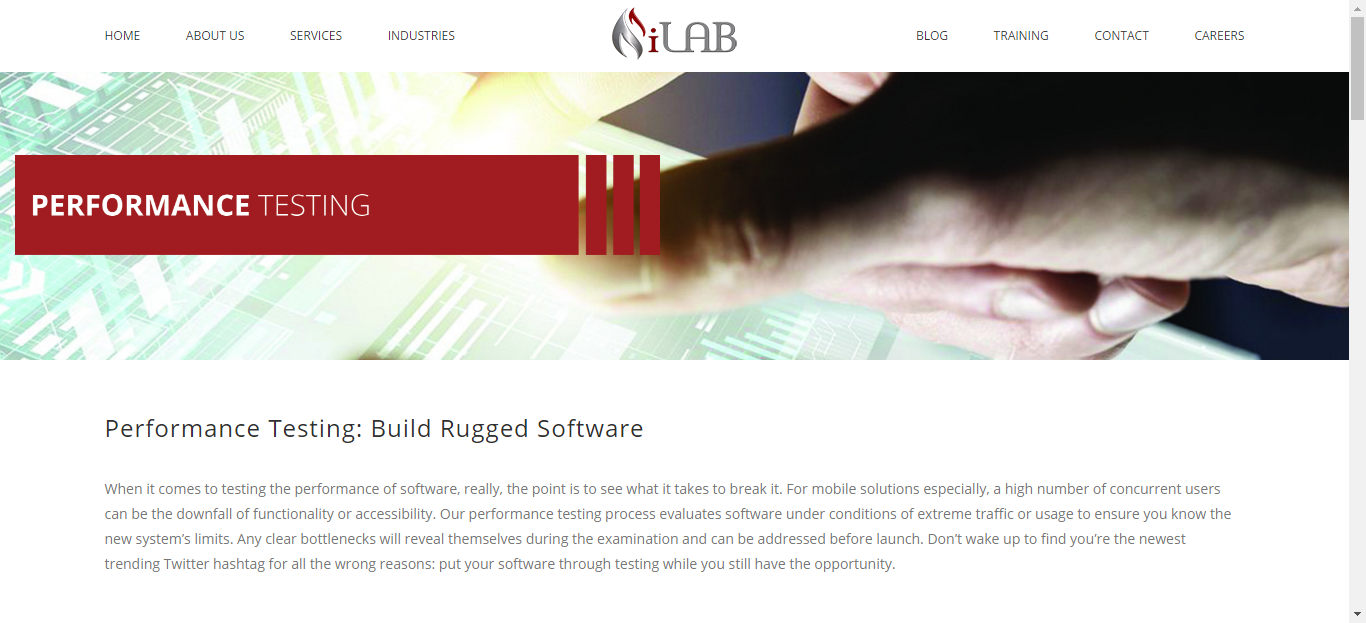 HOME ABOUT US SERVICES INDUSTRIES iLAB BLOG TRAINING CONTACT CAREERS
PERFORMANCE TESTING
Performance Testing: Build Rugged Software
When it comes to testing the performance of software, really, the point is to see what it takes to break it. For mobile solutions especially, a high number of concurrent users
can be the downfall of functionality or accessibility. Our performance testing process evaluates software under conditions of extreme traffic or usage to ensure you know the
new system’s limits. Any clear bottlenecks will reveal themselves during the examination and can be addressed before launch. Don’t wake up to find you’re the newest
trending Twitter hashtag for all the wrong reasons: put your software through testing while you still have the opportunity.